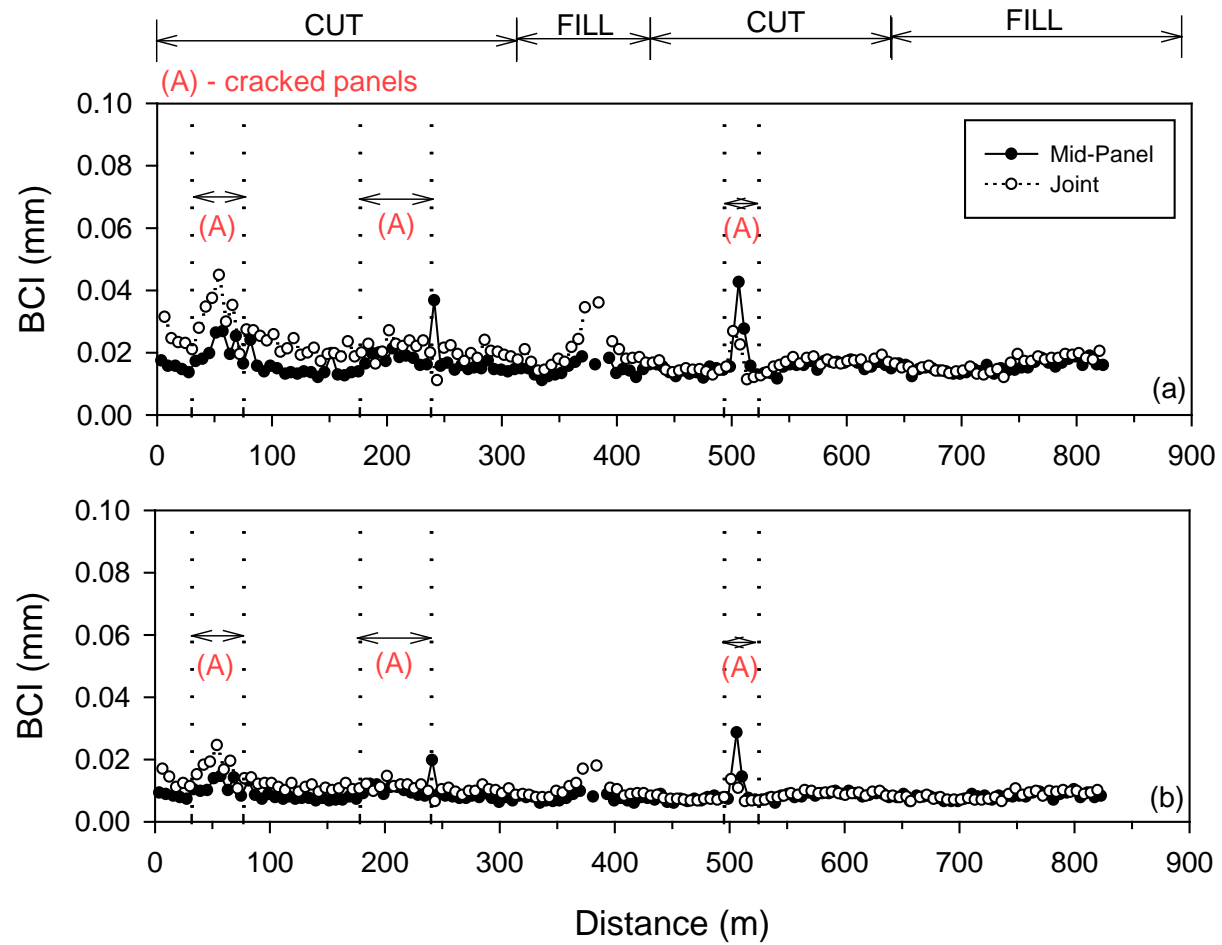 CUT FILL CUT FILL
(A) - cracked panels
0.10
0.08
0.06
0.04
0.02
0.00
BCI (mm)
Mid-Panel
Joint
(A) (A) (A)
(a)
0 100 200 300 400 500 600 700 800 900
0.10
0.08
0.06
0.04
0.02
0.00
BCI (mm)
(A) (A) (A)
(b)
0 100 200 300 400 500 600 700 800 900
Distance (m)